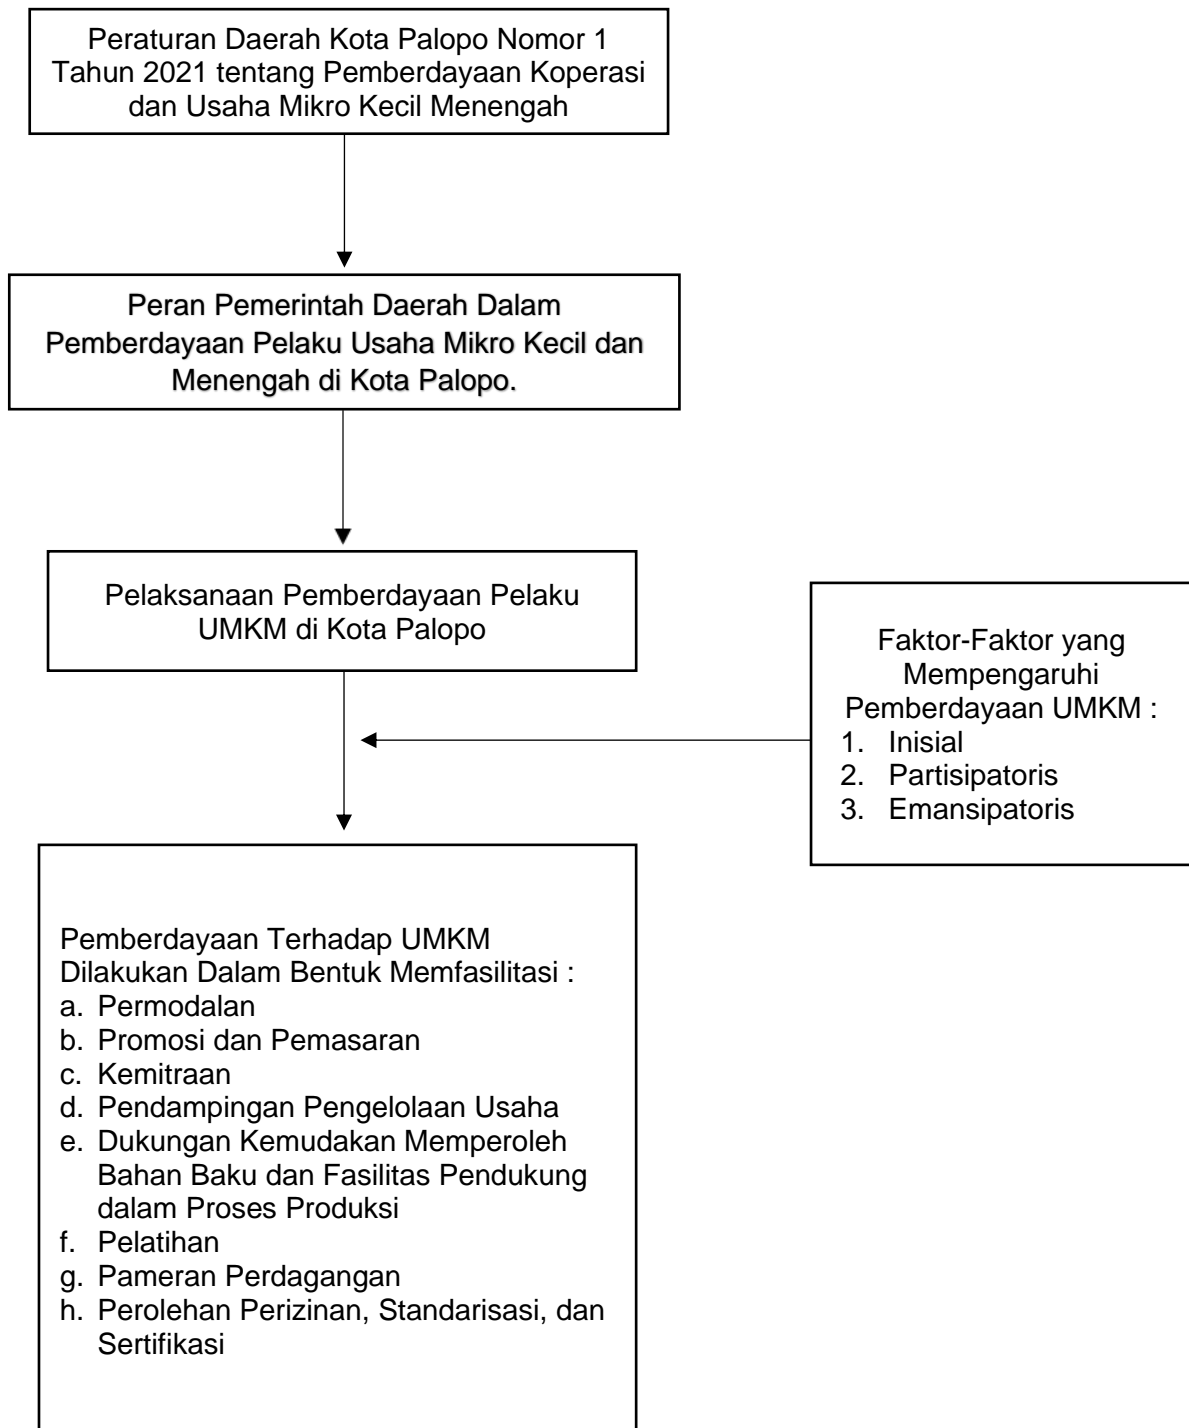 Peraturan Daerah Kota Palopo Nomor 1
Tahun 2021 tentang Pemberdayaan Koperasi
dan Usaha Mikro Kecil Menengah
Peran Pemerintah Daerah Dalam
Pemberdayaan Pelaku Usaha Mikro Kecil dan
Menengah di Kota Palopo.
Pelaksanaan Pemberdayaan Pelaku
UMKM di Kota Palopo
Faktor-Faktor yang
Mempengaruhi
Pemberdayaan UMKM :
1. Inisial
2. Partisipatoris
3. Emansipatoris
Pemberdayaan Terhadap UMKM
Dilakukan Dalam Bentuk Memfasilitasi :
a. Permodalan
b. Promosi dan Pemasaran
c. Kemitraan
d. Pendampingan Pengelolaan Usaha
e. Dukungan Kemudakan Memperoleh
Bahan Baku dan Fasilitas Pendukung
dalam Proses Produksi
f. Pelatihan
g. Pameran Perdagangan
h. Perolehan Perizinan, Standarisasi, dan
Sertifikasi